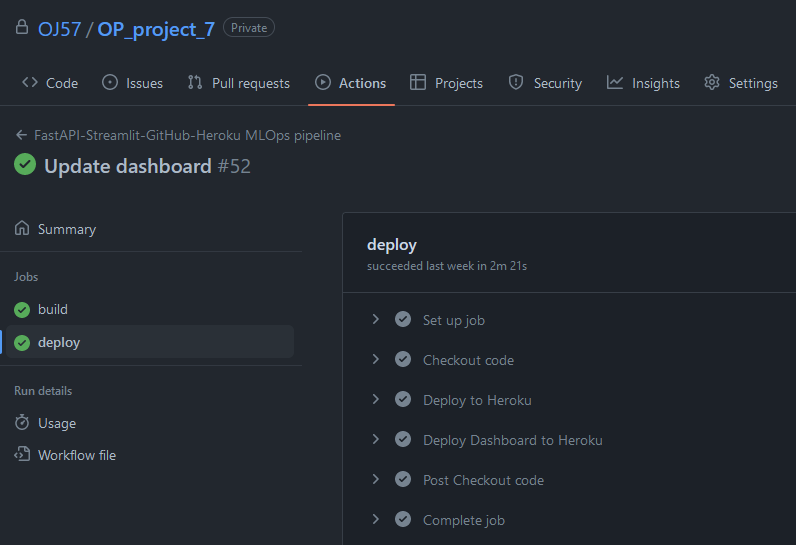 OJ57 / OP_project_7 Private
Code Issues Pull requests Actions Projects Security Insights Settings
FastAPI-Streamlit-GitHub-Heroku MLOps pipeline
Update dashboard #52
Summary
Jobs
build
deploy
Run details
Usage
Workflow file
deploy
succeeded last week in 2m 21s
Set up job
Checkout code
Deploy to Heroku
Deploy Dashboard to Heroku
Post Checkout code
Complete job